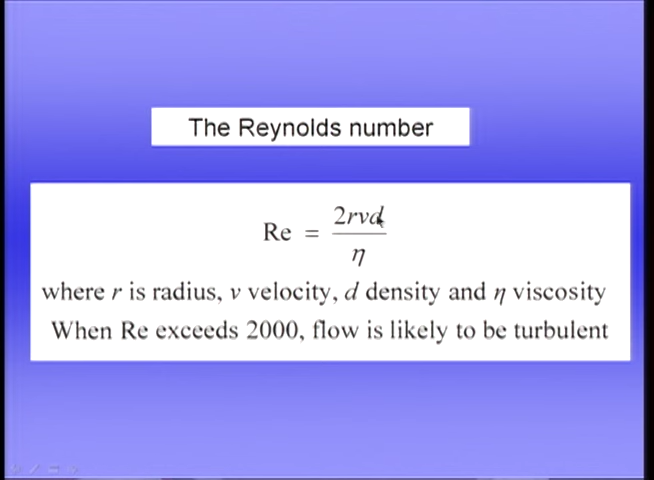 The Reynolds number
Re = 2rvd / η
where r is radius, v velocity, d density and η viscosity
When Re exceeds 2000, flow is likely to be turbulent